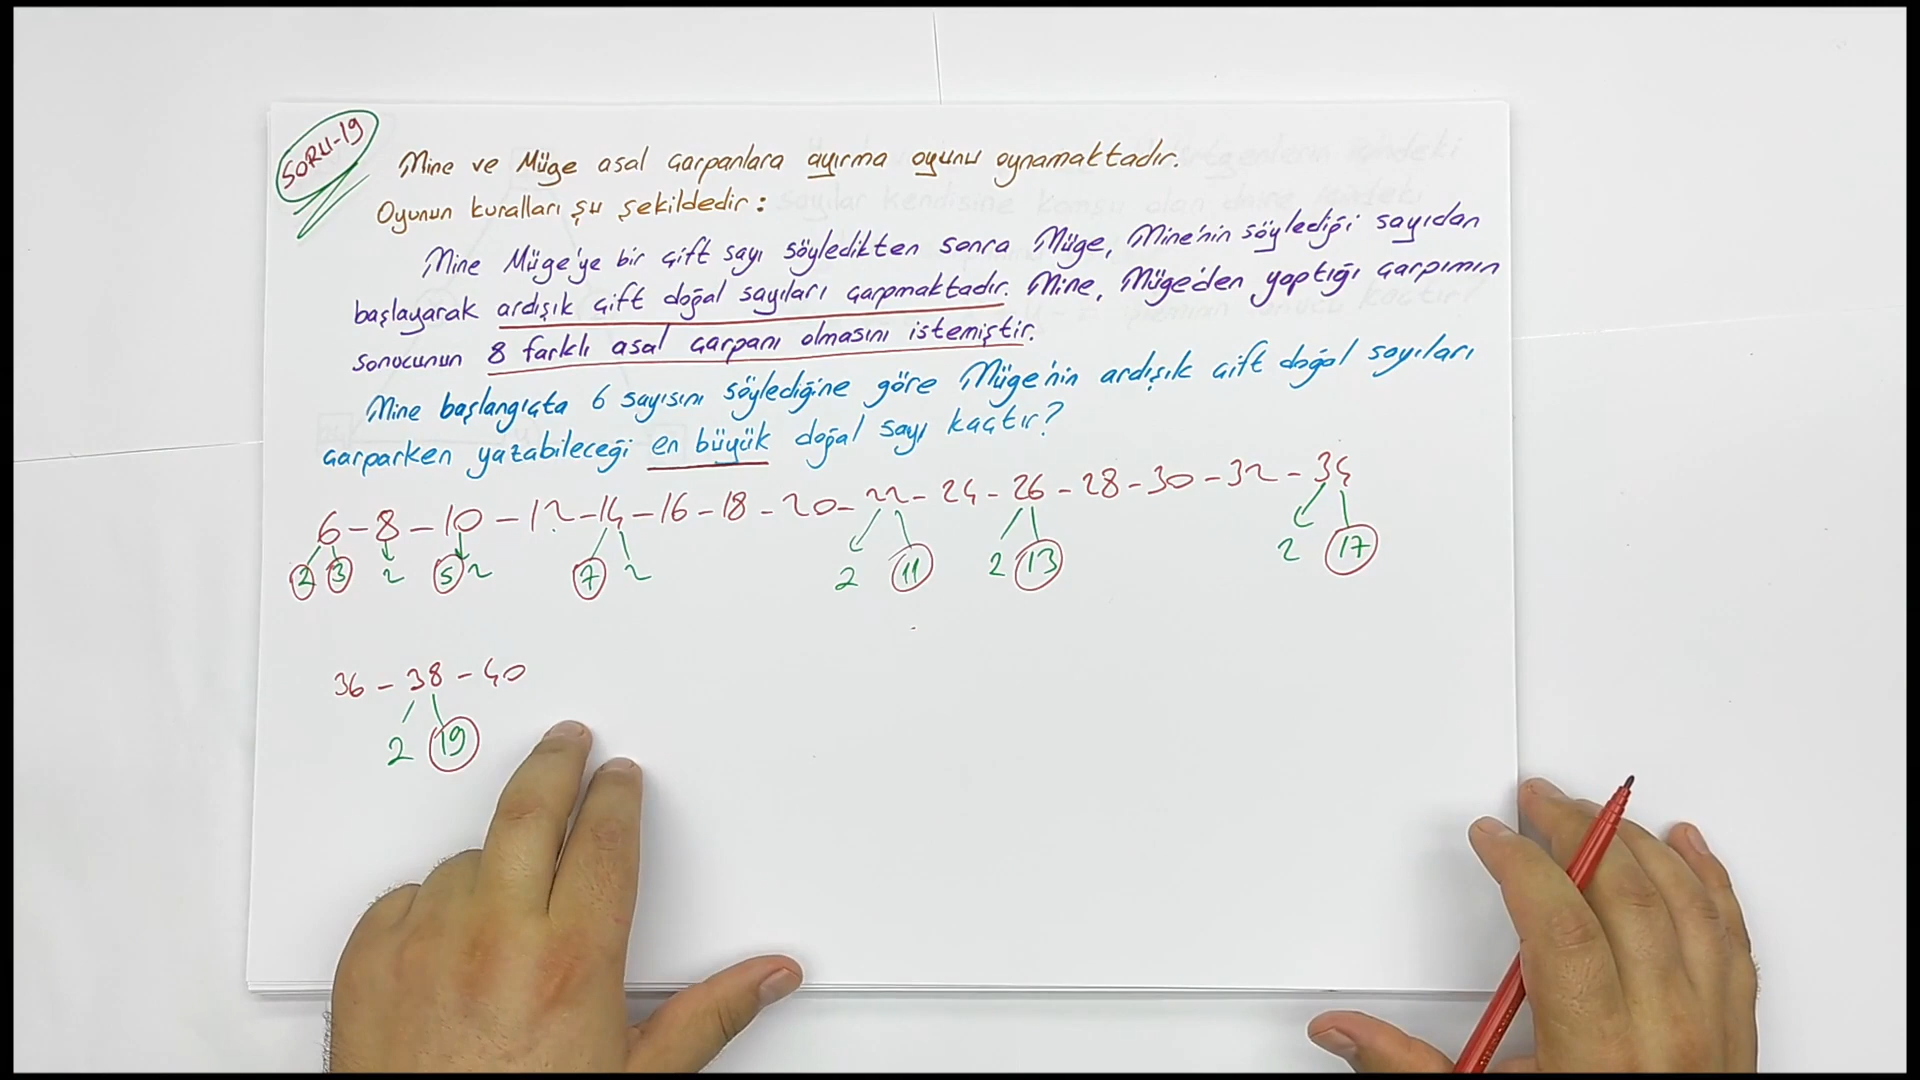 SORU-19
Mine ve Müge asal çarpanlara ayırma oyunu oynamaktadır.
Oyunun kuralları şu şekildedir:
Mine Müge'ye bir çift sayı söyledikten sonra Müge, Mine'nin söylediği sayıdan
başlayarak ardışık çift doğal sayıları çarpmaktadır. Mine, Müge'den yaptığı çarpımın
sonucunun 8 farklı asal çarpanı olmasını istemiştir.
Mine başlangıçta 6 sayısını söylediğine göre Müge'nin ardışık çift doğal sayıları
çarparken yazabileceği en büyük doğal sayı kaçtır?
6-8-10-12-14-16-18-20-22-24-26-28-30-32-34
2 3 2 5 2 7 2 2 11 2 13 2 17
36-38-40
2 19